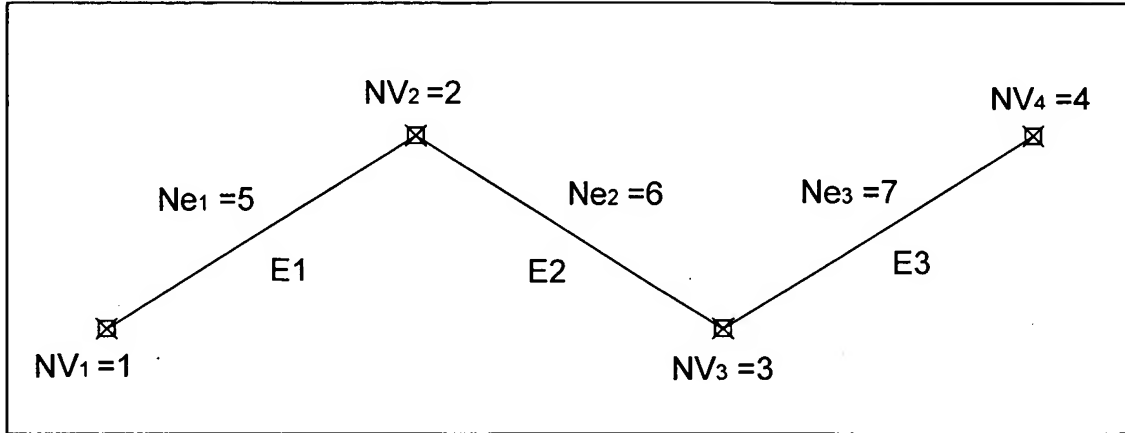 NV2 =2
NV4 =4
Ne1 =5
Ne2 =6
Ne3 =7
E1
E2
E3
NV1 =1
NV3 =3